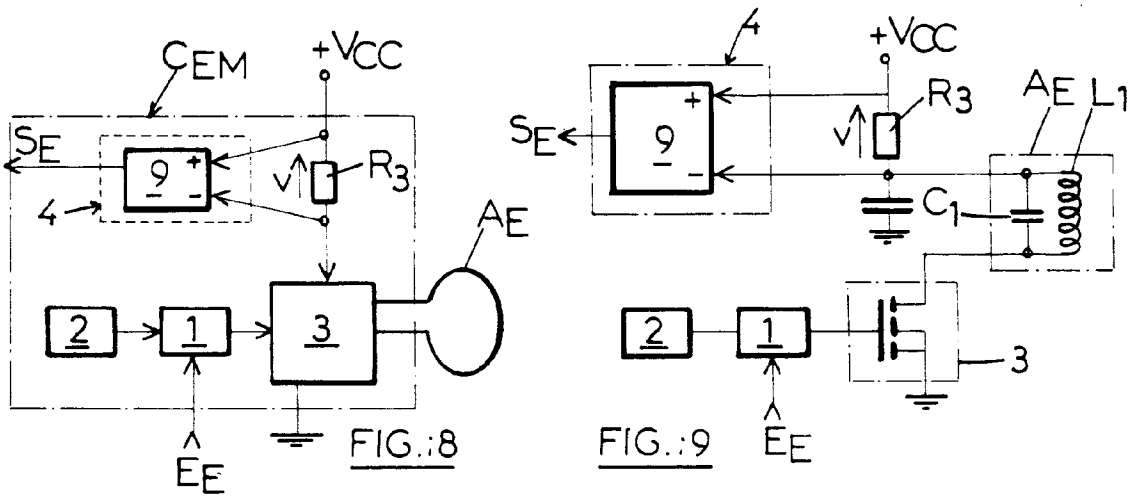 CEM
+VCC
SE
9
+
-
4
V
R3
AE
2
1
3
EE
FIG.:8
4
+VCC
SE
9
+
-
V
R3
AE
L1
C1
2
1
3
EE
FIG.:9